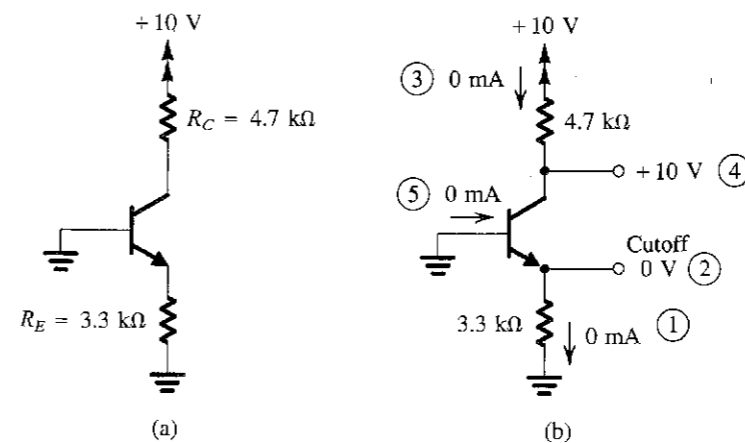 +10 V
R_C = 4.7 kΩ
R_E = 3.3 kΩ
(a)
+10 V
③ 0 mA
4.7 kΩ
+10 V ④
⑤ 0 mA
Cutoff
0 V ②
3.3 kΩ
0 mA ①
(b)